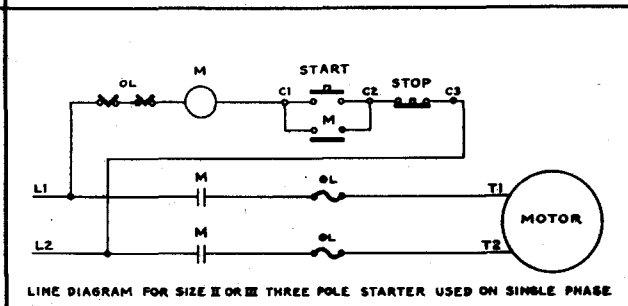 OL M START STOP
C1 C2 C3
M
L1 M OL T1
MOTOR
L2 M OL T2
LINE DIAGRAM FOR SIZE II OR III THREE POLE STARTER USED ON SINGLE PHASE